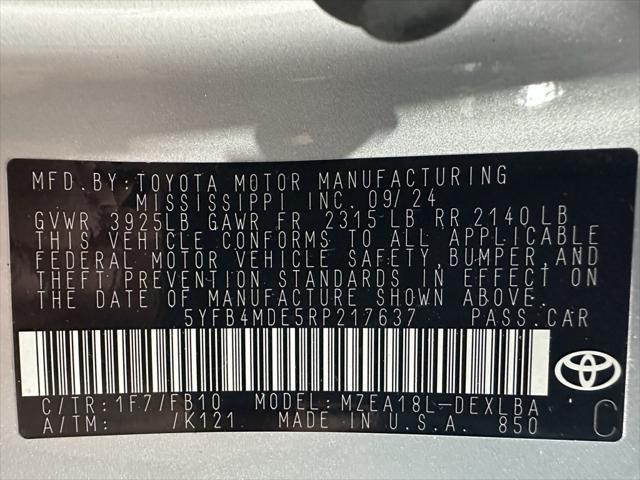 MFD.BY:TOYOTA MOTOR MANUFACTURING
MISSISSIPPI INC. 09/24
GVWR 3925LB GAWR FR 2315LB RR 2140LB
THIS VEHICLE CONFORMS TO ALL APPLICABLE
FEDERAL MOTOR VEHICLE SAFETY, BUMPER, AND
THEFT PREVENTION STANDARDS IN EFFECT ON
THE DATE OF MANUFACTURE SHOWN ABOVE.
5YFB4MDE5RP217637 PASS.CAR
C/TR:1F7/FB10 MODEL:MZEA18L-DEXLBA
A/TM: /K121 MADE IN U.S.A. 850
C